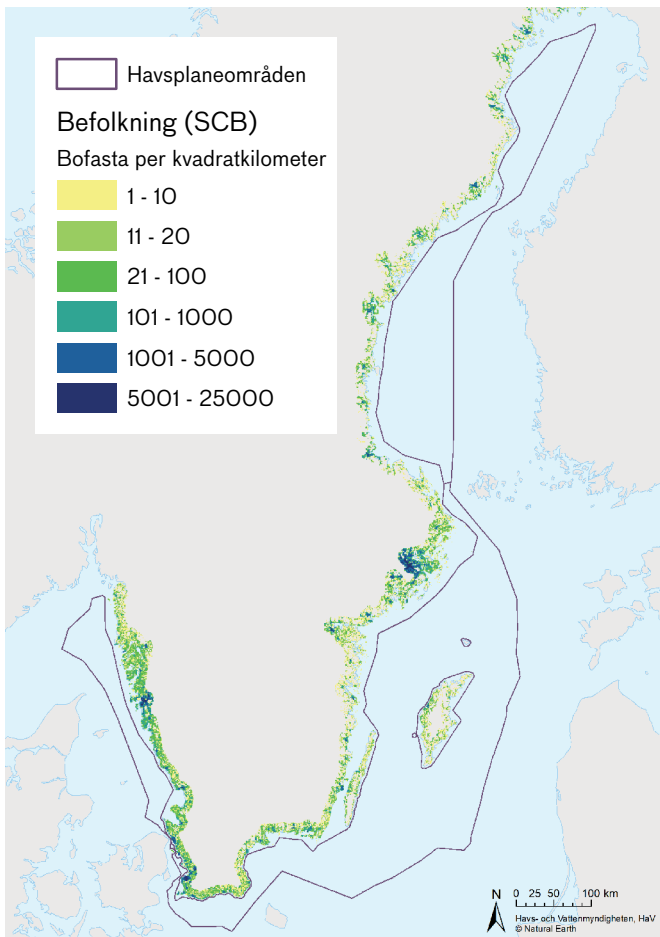 Havsplaneområden
Befolkning (SCB)
Bofasta per kvadratkilometer
1 - 10
11 - 20
21 - 100
101 - 1000
1001 - 5000
5001 - 25000
N
0 25 50 100 km
Havs- och Vattenmyndigheten, HaV
© Natural Earth